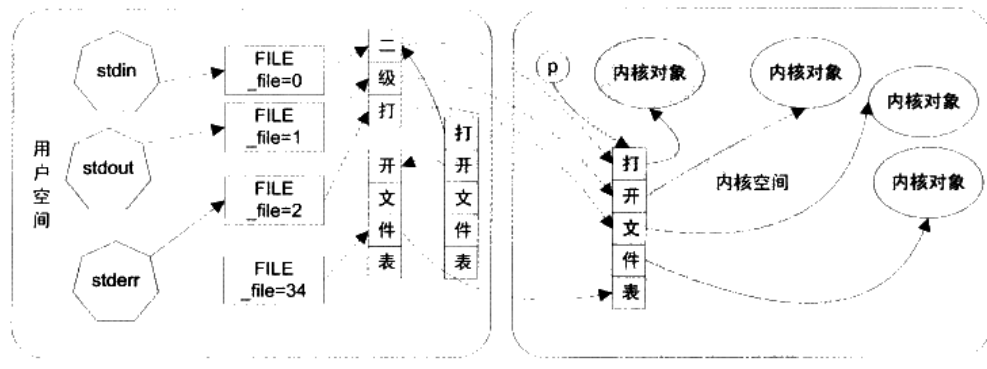 用户空间
stdin
stdout
stderr
FILE
_file=0
FILE
_file=1
FILE
_file=2
FILE
_file=34
二级打
开文件表
打开文件表
p
打开文件表
内核对象
内核对象
内核对象
内核对象
内核空间